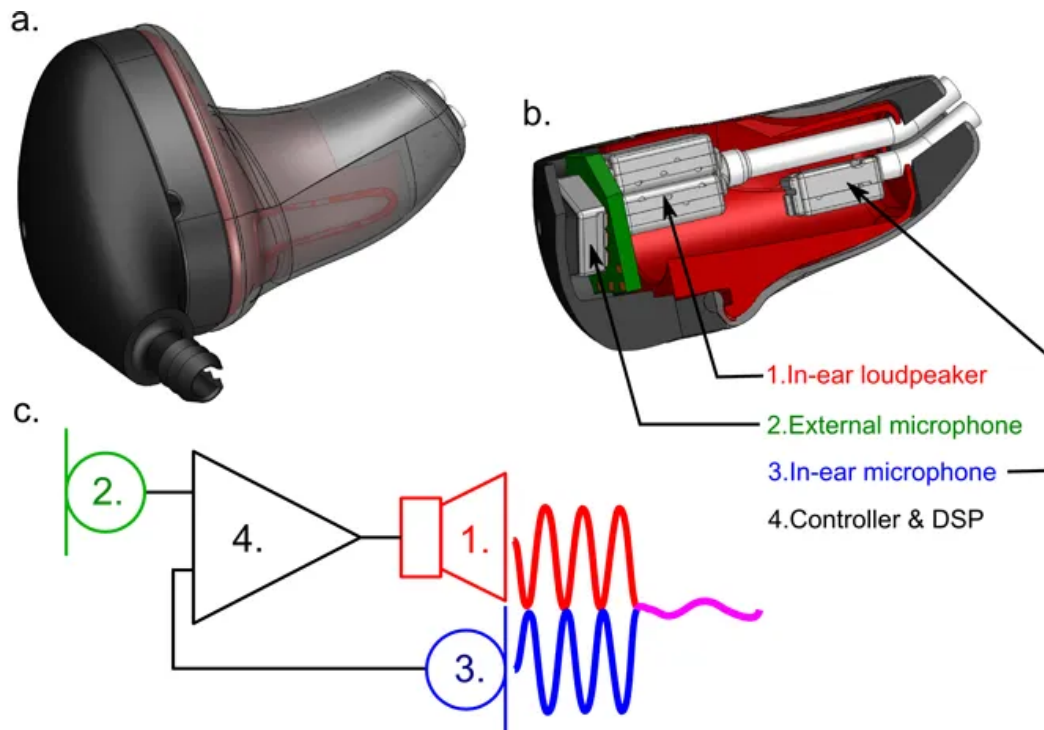 a.
b.
1.In-ear loudpeaker
2.External microphone
3.In-ear microphone
4.Controller & DSP
c.
2.
4.
1.
3.